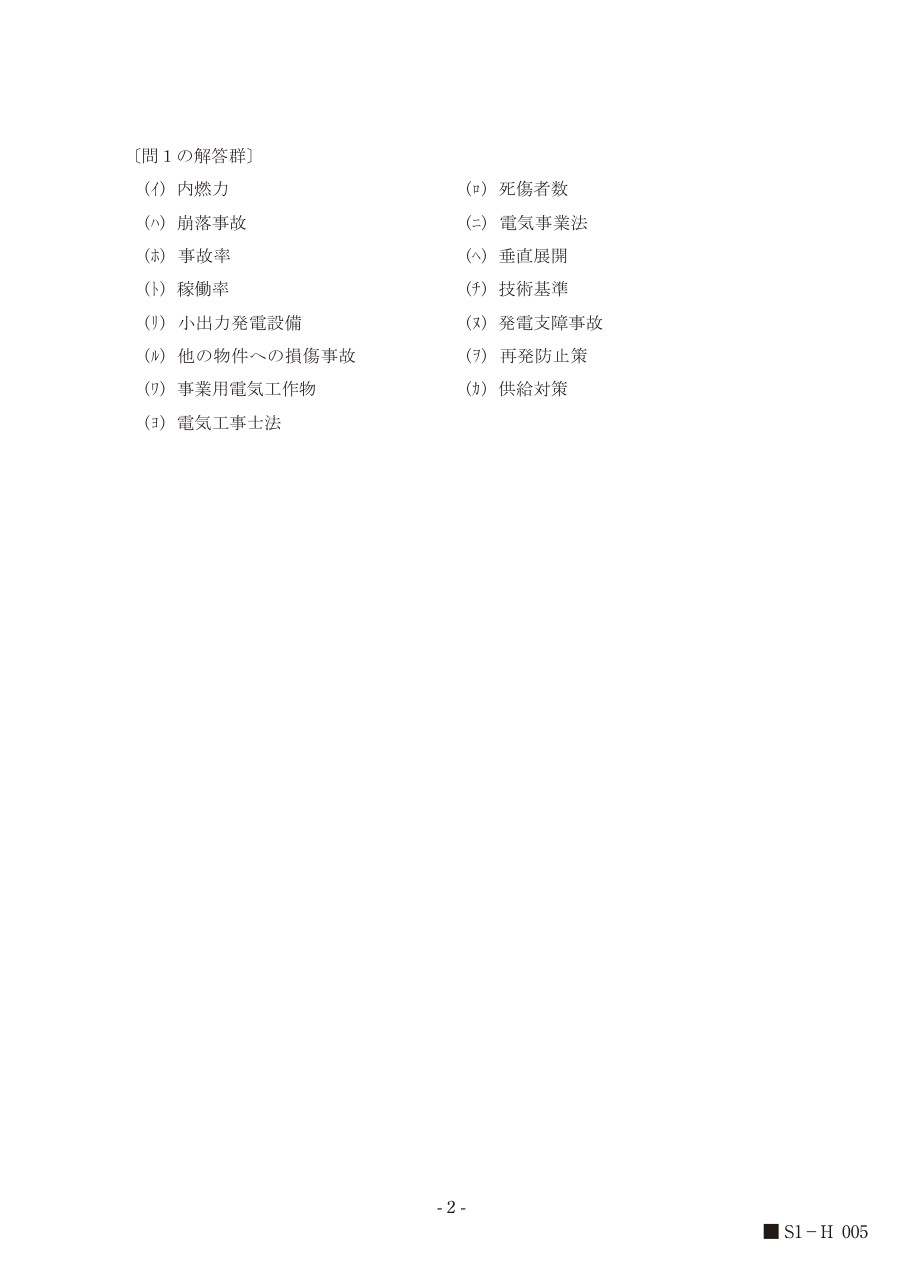 〔問１の解答群〕
(ｲ) 内燃力 (ﾛ) 死傷者数
(ﾊ) 崩落事故 (ﾆ) 電気事業法
(ﾎ) 事故率 (ﾍ) 垂直展開
(ﾄ) 稼働率 (ﾁ) 技術基準
(ﾘ) 小出力発電設備 (ﾇ) 発電支障事故
(ﾙ) 他の物件への損傷事故 (ｦ) 再発防止策
(ﾜ) 事業用電気工作物 (ｶ) 供給対策
(ﾖ) 電気工事士法
- 2 -
■ S1－H 005